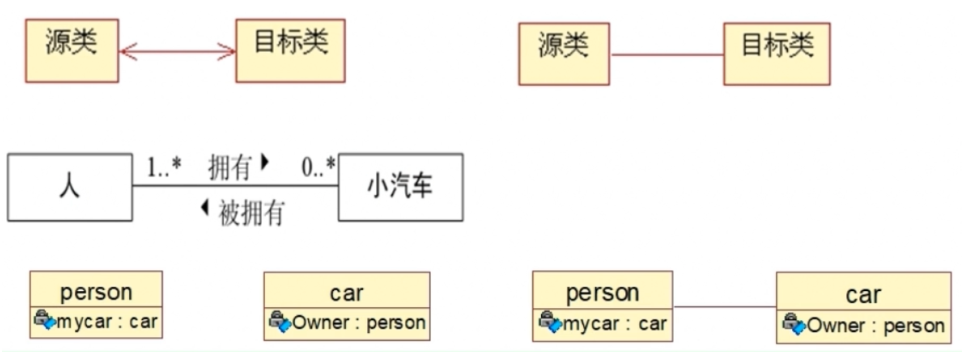 源类 目标类 源类 目标类
人 1..* 拥有 0..* 小汽车
被拥有
person car person car
mycar : car Owner : person mycar : car Owner : person